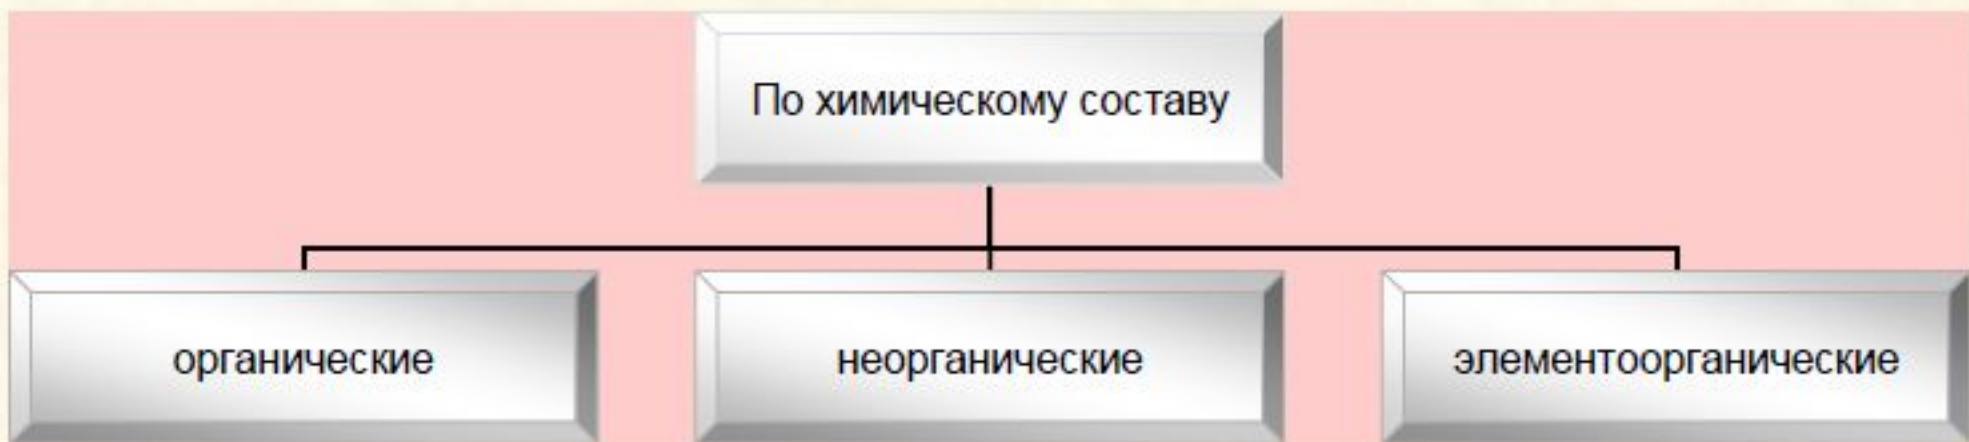 По химическому составу
органические
неорганические
элементоорганические